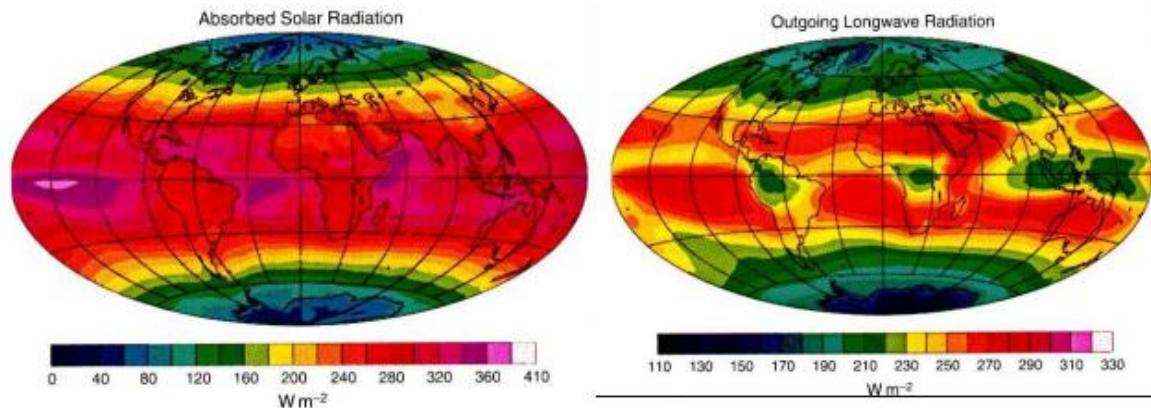 Absorbed Solar Radiation
0 40 80 120 160 200 240 280 320 360 410
W m−2
Outgoing Longwave Radiation
110 130 150 170 190 210 230 250 270 290 310 330
W m−2